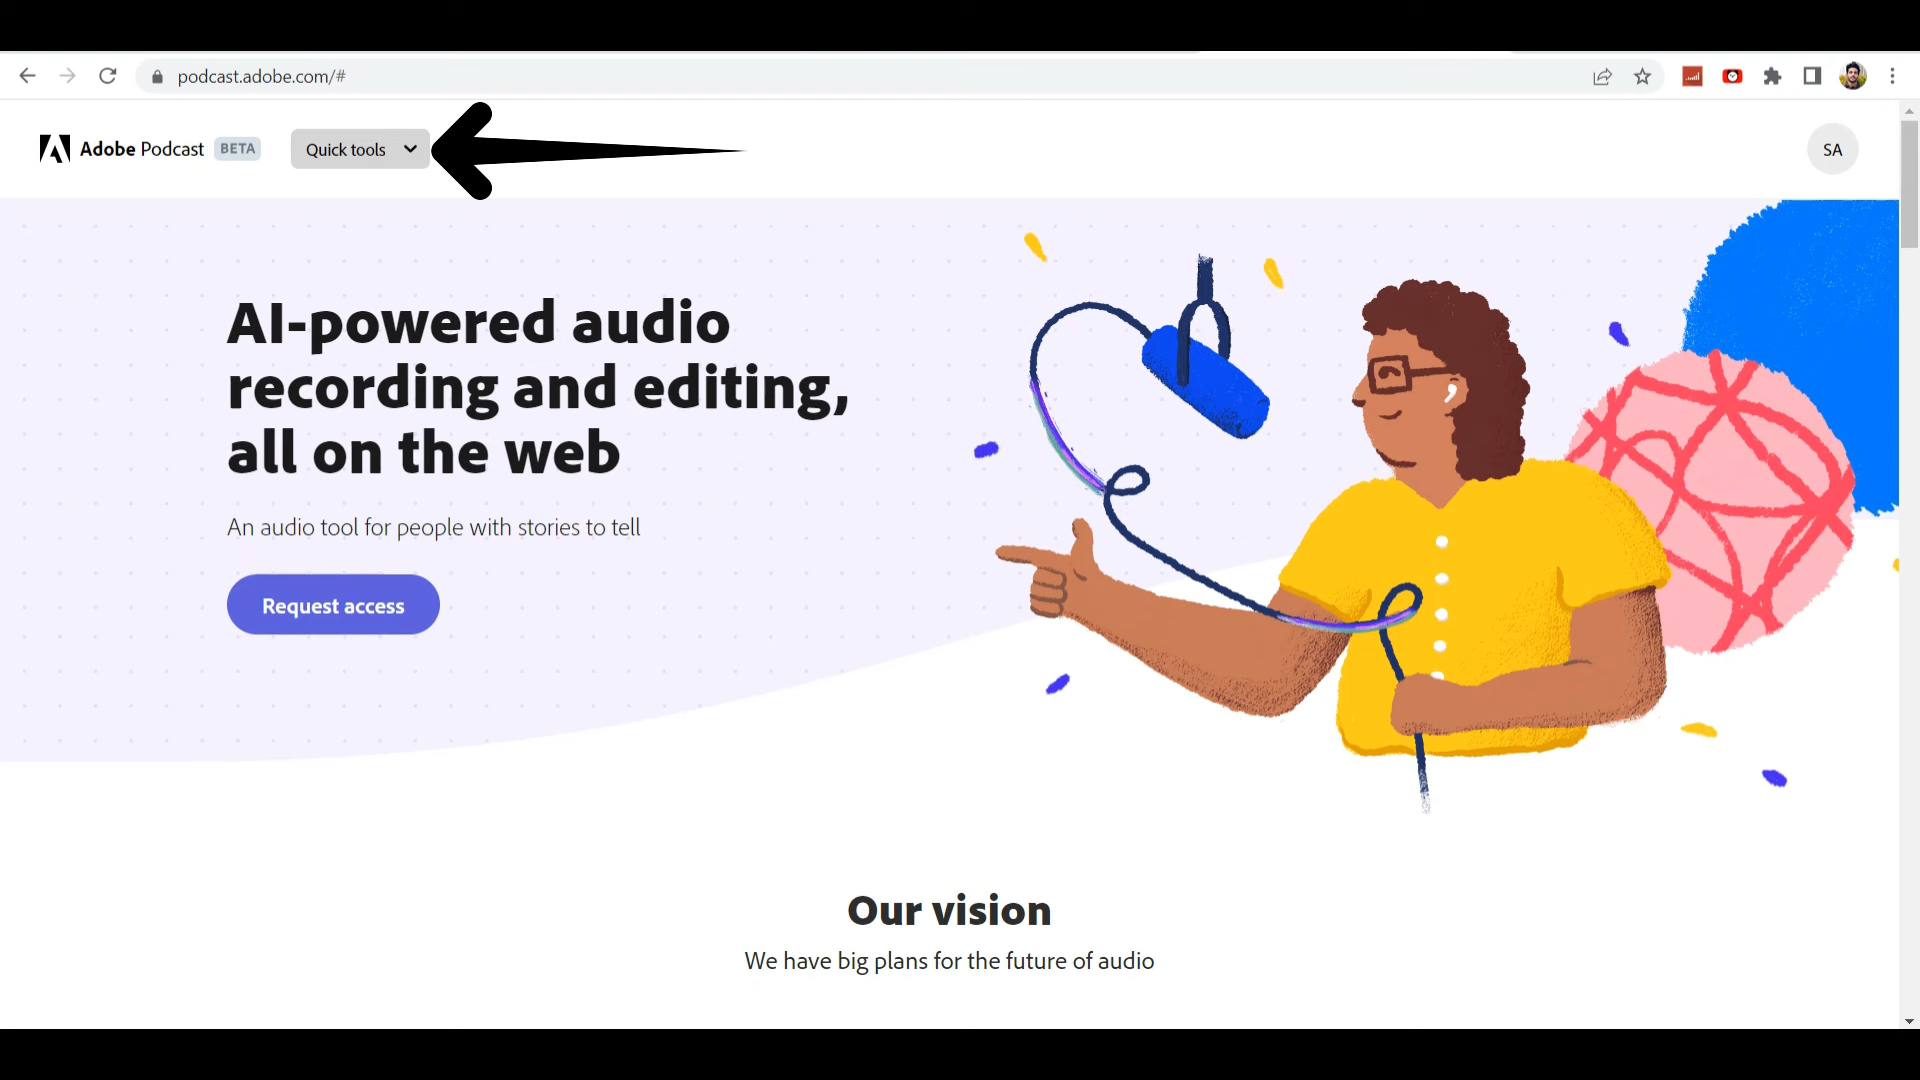 podcast.adobe.com/#
Adobe Podcast BETA Quick tools SA
AI-powered audio
recording and editing,
all on the web
An audio tool for people with stories to tell
Request access
Our vision
We have big plans for the future of audio